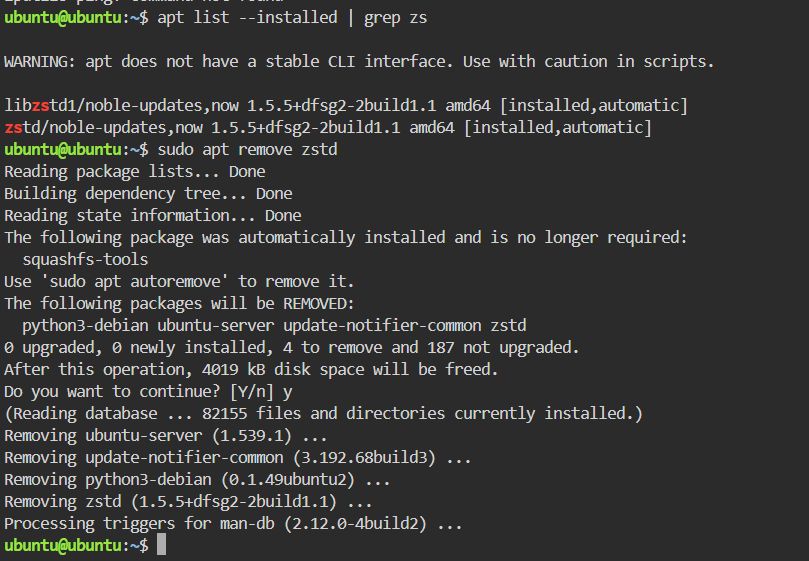 ubuntu@ubuntu:~$ apt list --installed | grep zs
WARNING: apt does not have a stable CLI interface. Use with caution in scripts.
libzstd1/noble-updates,now 1.5.5+dfsg2-2build1.1 amd64 [installed,automatic]
zstd/noble-updates,now 1.5.5+dfsg2-2build1.1 amd64 [installed,automatic]
ubuntu@ubuntu:~$ sudo apt remove zstd
Reading package lists... Done
Building dependency tree... Done
Reading state information... Done
The following package was automatically installed and is no longer required:
  squashfs-tools
Use 'sudo apt autoremove' to remove it.
The following packages will be REMOVED:
  python3-debian ubuntu-server update-notifier-common zstd
0 upgraded, 0 newly installed, 4 to remove and 187 not upgraded.
After this operation, 4019 kB disk space will be freed.
Do you want to continue? [Y/n] y
(Reading database ... 82155 files and directories currently installed.)
Removing ubuntu-server (1.539.1) ...
Removing update-notifier-common (3.192.68build3) ...
Removing python3-debian (0.1.49ubuntu2) ...
Removing zstd (1.5.5+dfsg2-2build1.1) ...
Processing triggers for man-db (2.12.0-4build2) ...
ubuntu@ubuntu:~$